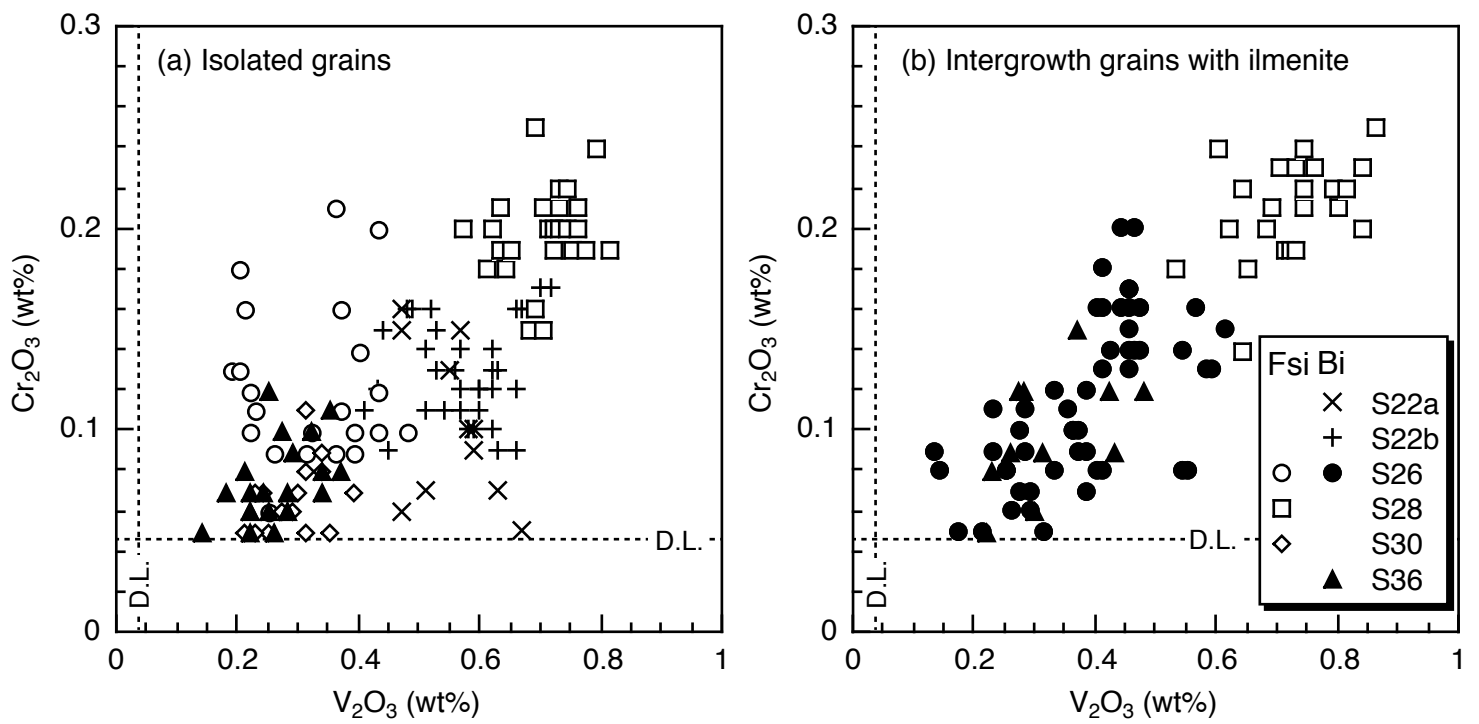 (a) Isolated grains
Cr₂O₃ (wt%)
0.3
0.2
0.1
0
D.L.
D.L.
0 0.2 0.4 0.6 0.8 1
V₂O₃ (wt%)
(b) Intergrowth grains with ilmenite
Cr₂O₃ (wt%)
0.3
0.2
0.1
0
D.L.
D.L.
0 0.2 0.4 0.6 0.8 1
V₂O₃ (wt%)
Fsi Bi
S22a
S22b
S26
S28
S30
S36